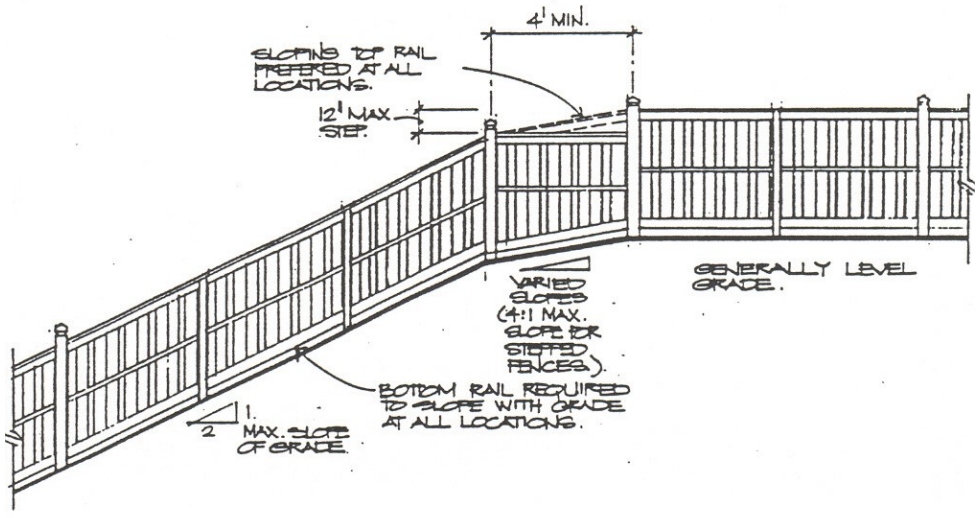 4' MIN.
SLOPING TOP RAIL
PREFERED AT ALL
LOCATIONS.
12' MAX
STEP.
GENERALLY LEVEL
GRADE.
VARIED
SLOPES
(4:1 MAX.
SLOPE FOR
STEPPED
FENCES).
BOTTOM RAIL REQUIRED
TO SLOPE WITH GRADE
AT ALL LOCATIONS.
1.
2
MAX. SLOPE
OF GRADE.